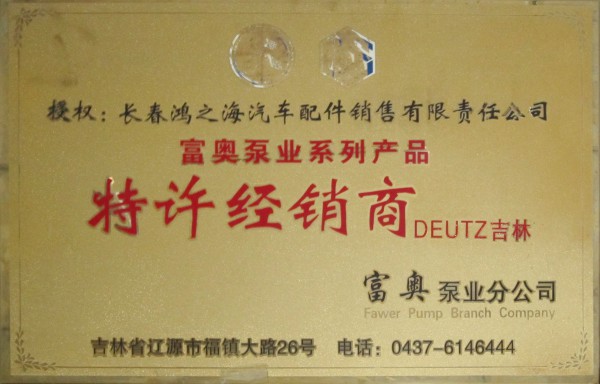 授权：长春鸿之海汽车配件销售有限责任公司
富奥泵业系列产品
特许经销商 DEUTZ吉林
富奥 泵业分公司
Fawer Pump Branch Company
吉林省辽源市福镇大路26号 电话：0437-6146444